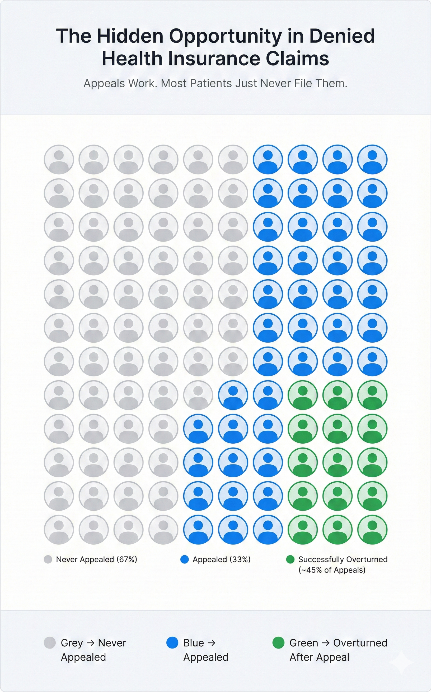 The Hidden Opportunity in Denied
Health Insurance Claims
Appeals Work. Most Patients Just Never File Them.
Never Appealed (67%)
Appealed (33%)
Successfully Overturned
(~45% of Appeals)
Grey → Never
Appealed
Blue →
Appealed
Green → Overturned
After Appeal